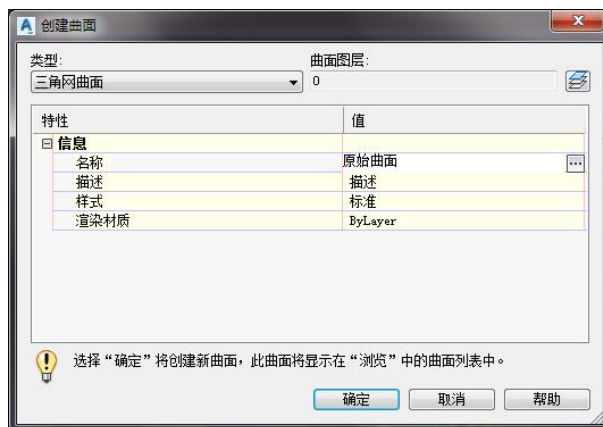 创建曲面
类型: 曲面图层:
三角网曲面 0
特性 值
信息
名称 原始曲面 ...
描述 描述
样式 标准
渲染材质 ByLayer
选择“确定”将创建新曲面，此曲面将显示在“浏览”中的曲面列表中。
确定 取消 帮助